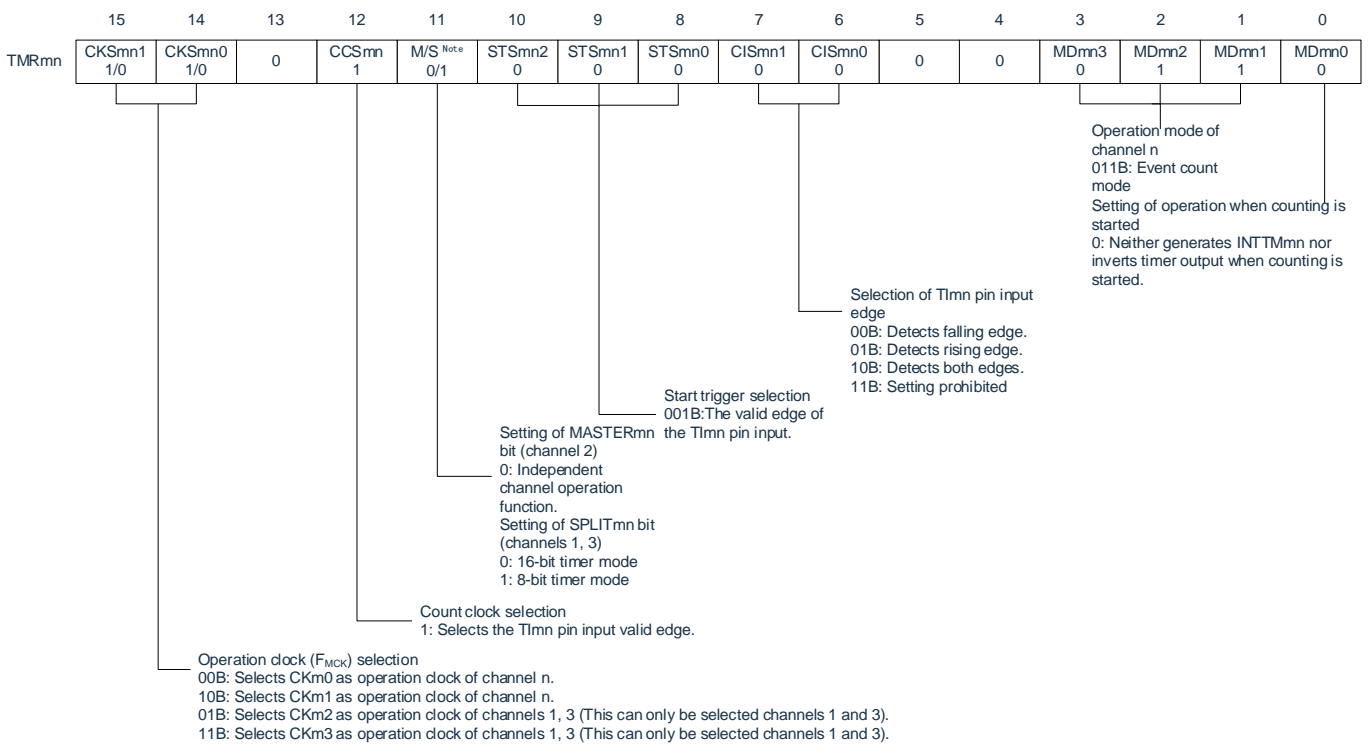 15 14 13 12 11 10 9 8 7 6 5 4 3 2 1 0
TMRmn CKSmn1 CKSmn0 0 CCSmn M/S Note STSmn2 STSmn1 STSmn0 CISmn1 CISmn0 0 0 MDmn3 MDmn2 MDmn1 MDmn0
1/0 1/0 1 0/1 0 0 0 0 0 0 1 1 0
Operation mode of
channel n
011B: Event count
mode
Setting of operation when counting is
started
0: Neither generates INTTMmn nor
inverts timer output when counting is
started.
Selection of TImn pin input
edge
00B: Detects falling edge.
01B: Detects rising edge.
10B: Detects both edges.
11B: Setting prohibited
Start trigger selection
001B:The valid edge of
the TImn pin input.
Setting of MASTERmn
bit (channel 2)
0: Independent
channel operation
function.
Setting of SPLITmn bit
(channels 1, 3)
0: 16-bit timer mode
1: 8-bit timer mode
Count clock selection
1: Selects the TImn pin input valid edge.
Operation clock (FMCK) selection
00B: Selects CKm0 as operation clock of channel n.
10B: Selects CKm1 as operation clock of channel n.
01B: Selects CKm2 as operation clock of channels 1, 3 (This can only be selected channels 1 and 3).
11B: Selects CKm3 as operation clock of channels 1, 3 (This can only be selected channels 1 and 3).